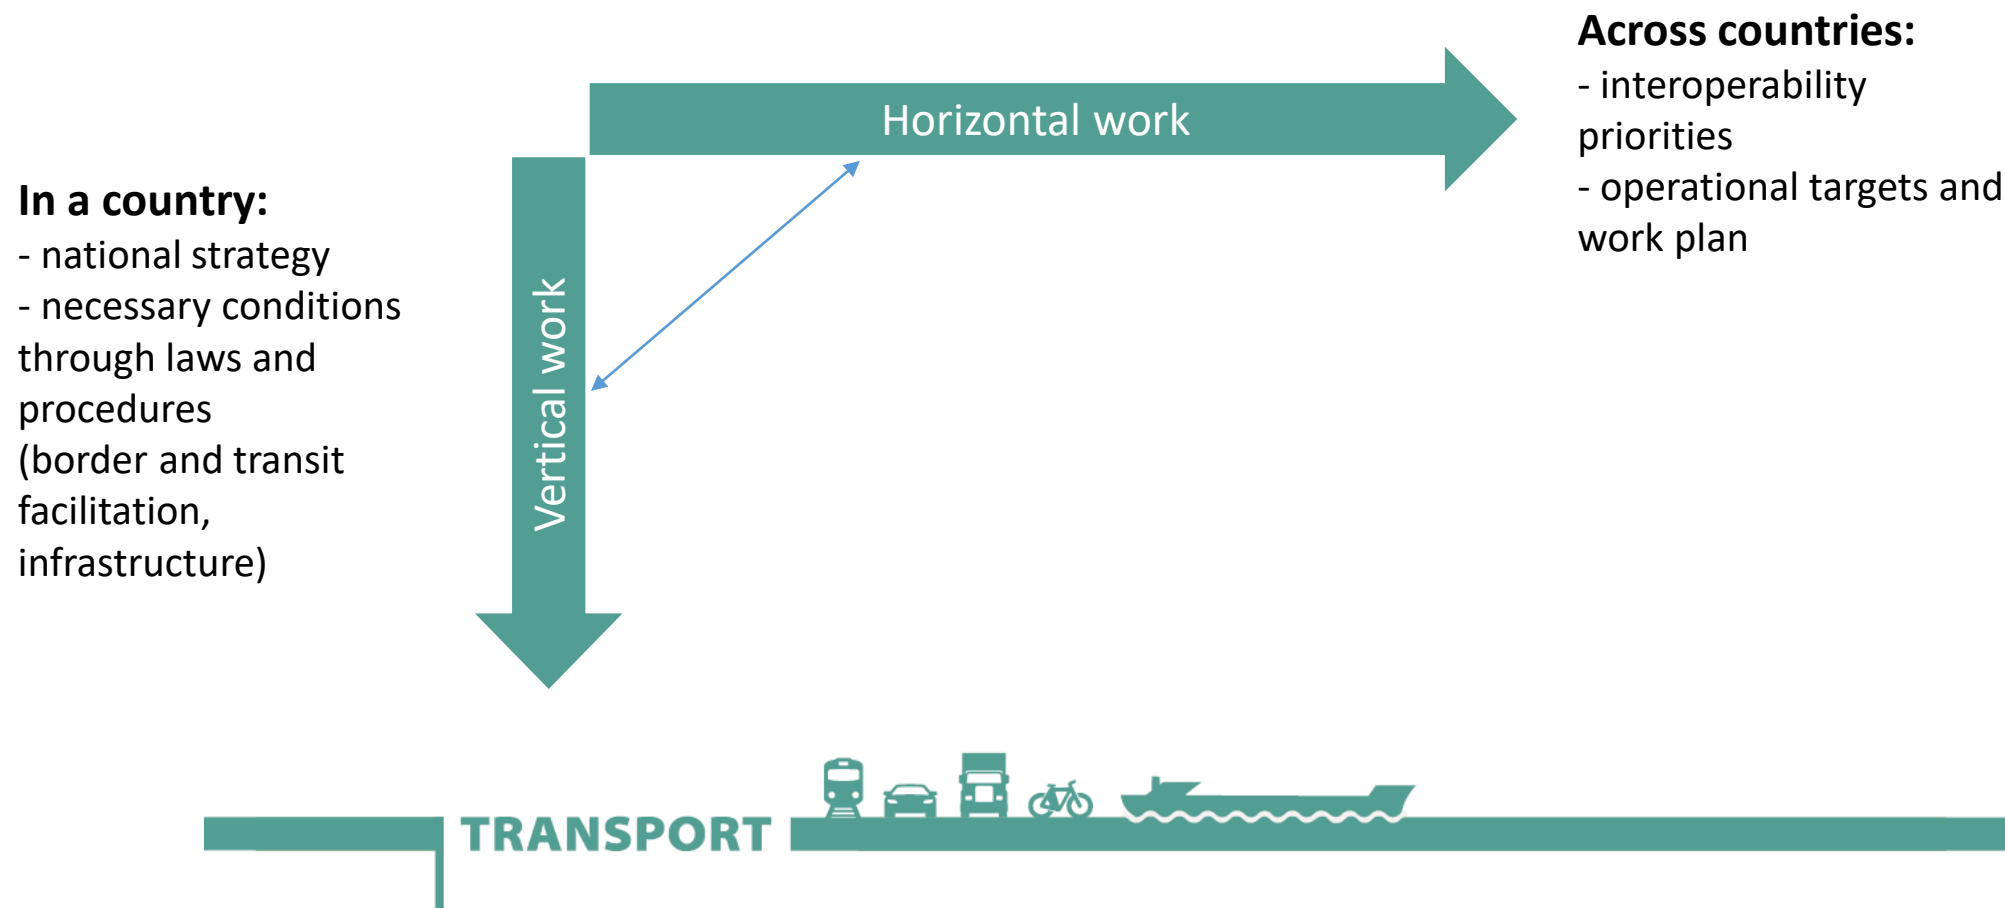 Across countries:
- interoperability
priorities
- operational targets and
work plan
Horizontal work
In a country:
- national strategy
- necessary conditions
through laws and
procedures
(border and transit
facilitation,
infrastructure)
Vertical work
TRANSPORT